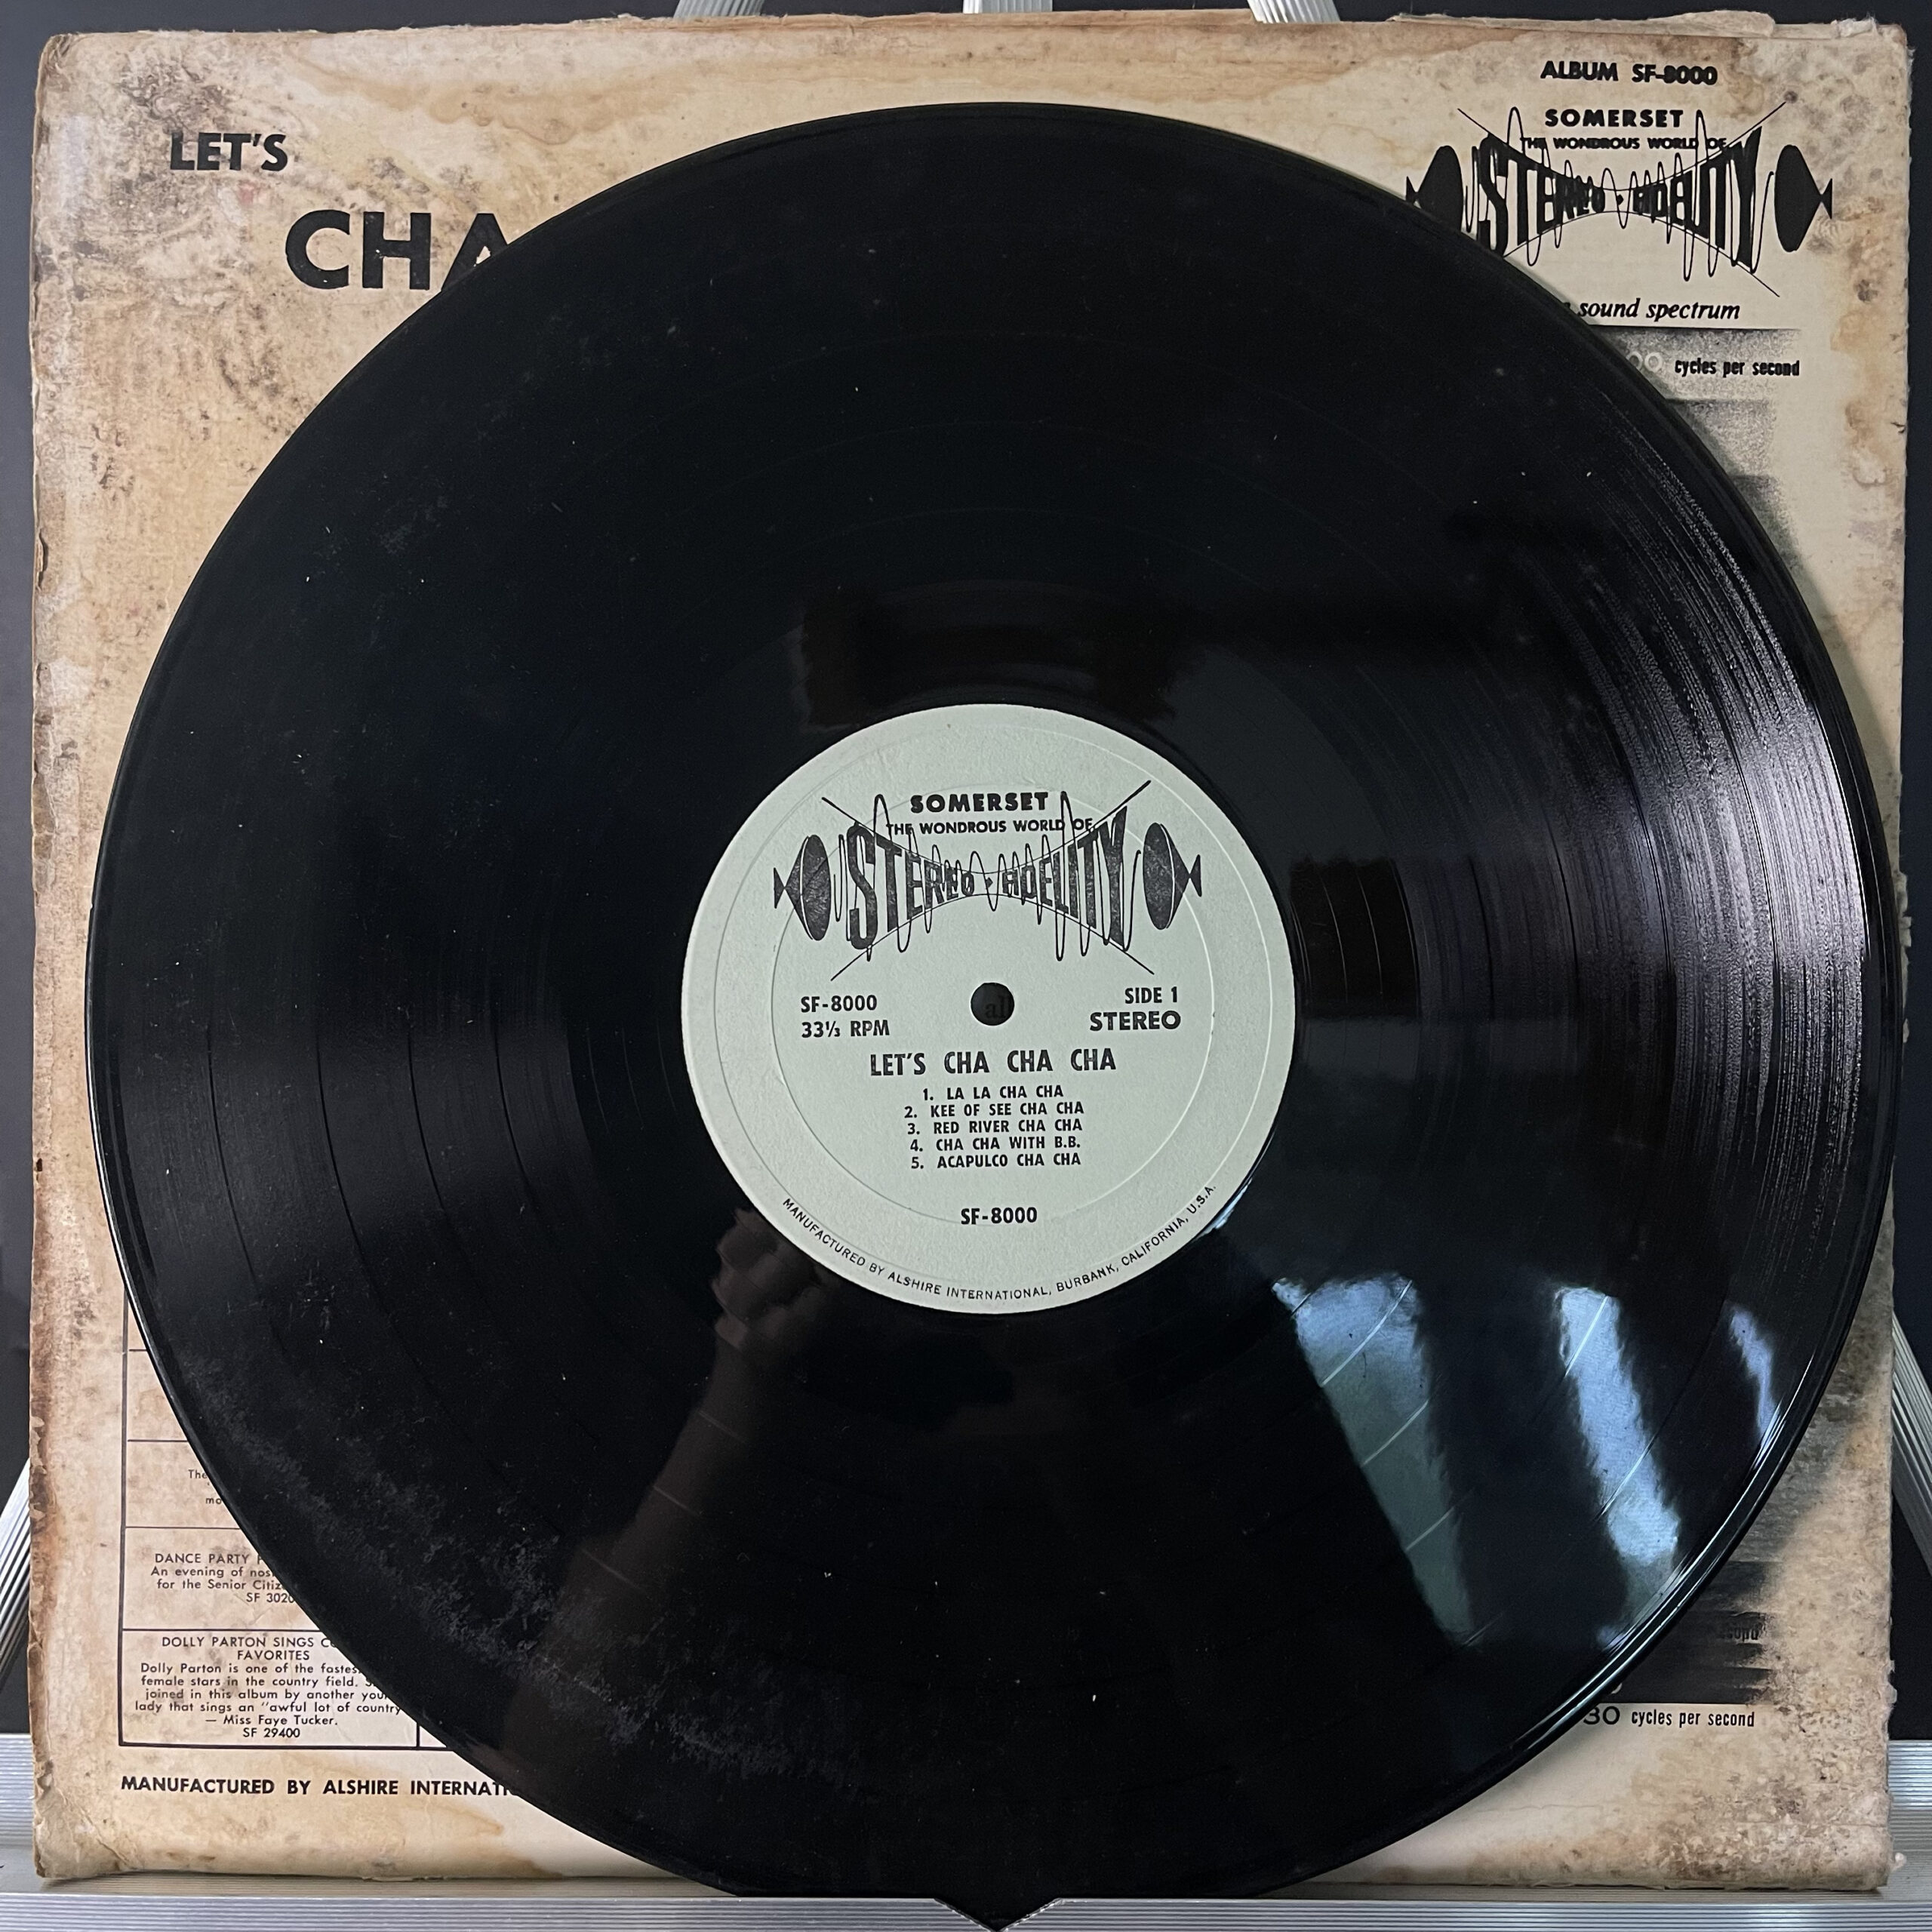 ALBUM SF-8000
SOMERSET
THE WONDROUS WORLD OF
STEREO · FIDELITY
LET'S
CHA
sound spectrum
cycles per second
SOMERSET
THE WONDROUS WORLD OF
STEREO · FIDELITY
SF-8000
SIDE 1
33⅓ RPM
STEREO
LET'S CHA CHA CHA
1. LA LA CHA CHA
2. KEE OF SEE CHA CHA
3. RED RIVER CHA CHA
4. CHA CHA WITH B.B.
5. ACAPULCO CHA CHA
SF-8000
MANUFACTURED BY ALSHIRE INTERNATIONAL, BURBANK, CALIFORNIA, U.S.A.
DANCE PARTY
An evening of
for the Senior
SF 3020
DOLLY PARTON SINGS
FAVORITES
Dolly Parton is one of the
female stars in the country field.
joined in this album by another
lady that sings an "awful lot of country
— Miss Faye Tucker.
SF 29400
30 cycles per second
MANUFACTURED BY ALSHIRE